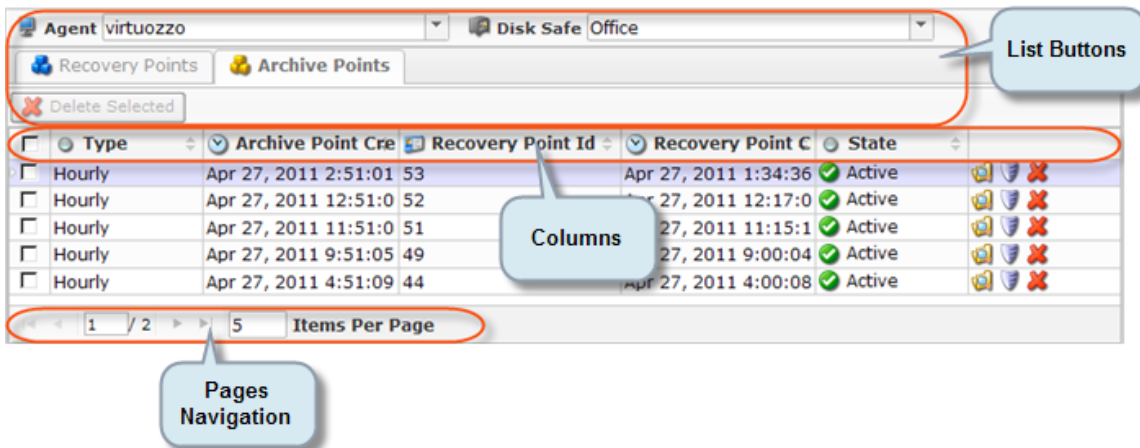 Agent virtuozzo Disk Safe Office
List Buttons
Recovery Points Archive Points
Delete Selected
Type Archive Point Cre Recovery Point Id Recovery Point C State
Hourly Apr 27, 2011 2:51:01 53 Apr 27, 2011 1:34:36 Active
Hourly Apr 27, 2011 12:51:0 52 Apr 27, 2011 12:17:0 Active
Hourly Apr 27, 2011 11:51:0 51 27, 2011 11:15:1 Active
Columns
Hourly Apr 27, 2011 9:51:05 49 27, 2011 9:00:04 Active
Hourly Apr 27, 2011 4:51:09 44 Apr 27, 2011 4:00:08 Active
1 / 2 5 Items Per Page
Pages
Navigation